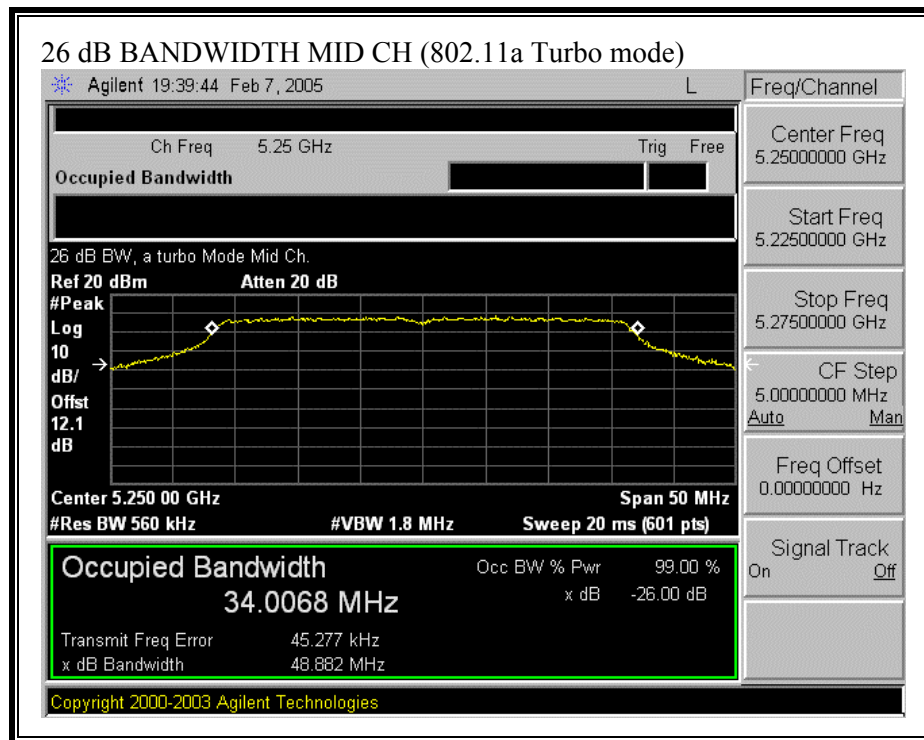 26 dB BANDWIDTH MID CH (802.11a Turbo mode)
Agilent 19:39:44 Feb 7, 2005 L
Freq/Channel
Ch Freq 5.25 GHz Trig Free
Occupied Bandwidth
Center Freq
5.25000000 GHz
Start Freq
5.22500000 GHz
Stop Freq
5.27500000 GHz
CF Step
5.00000000 MHz
Auto Man
Freq Offset
0.00000000 Hz
Signal Track
On Off
26 dB BW, a turbo Mode Mid Ch.
Ref 20 dBm Atten 20 dB
#Peak
Log
10
dB/
Offst
12.1
dB
Center 5.250 00 GHz Span 50 MHz
#Res BW 560 kHz #VBW 1.8 MHz Sweep 20 ms (601 pts)
Occupied Bandwidth Occ BW % Pwr 99.00 %
34.0068 MHz x dB -26.00 dB
Transmit Freq Error 45.277 kHz
x dB Bandwidth 48.882 MHz
Copyright 2000-2003 Agilent Technologies